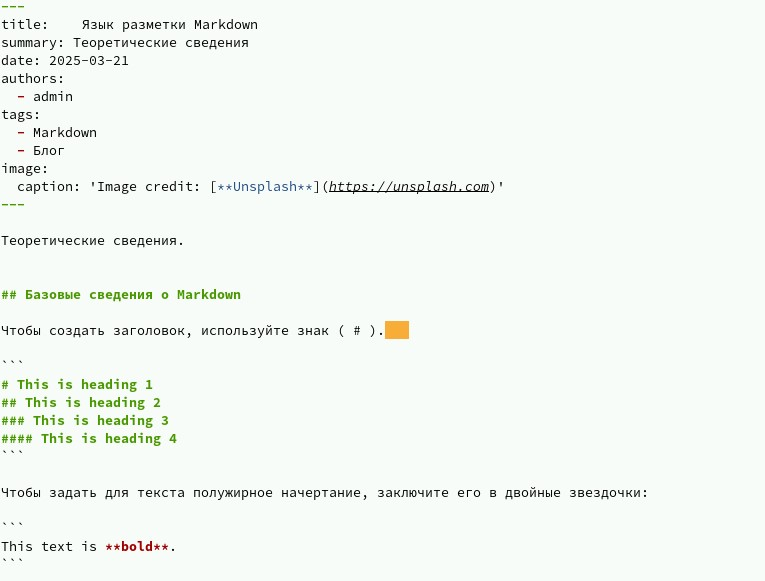 ---
title:    Язык разметки Markdown
summary: Теоретические сведения
date: 2025-03-21
authors:
  - admin
tags:
  - Markdown
  - Блог
image:
  caption: 'Image credit: [**Unsplash**](https://unsplash.com)'
---

Теоретические сведения.

## Базовые сведения о Markdown

Чтобы создать заголовок, используйте знак ( # ).

```
# This is heading 1
## This is heading 2
### This is heading 3
#### This is heading 4
```

Чтобы задать для текста полужирное начертание, заключите его в двойные звездочки:

```
This text is **bold**.
```